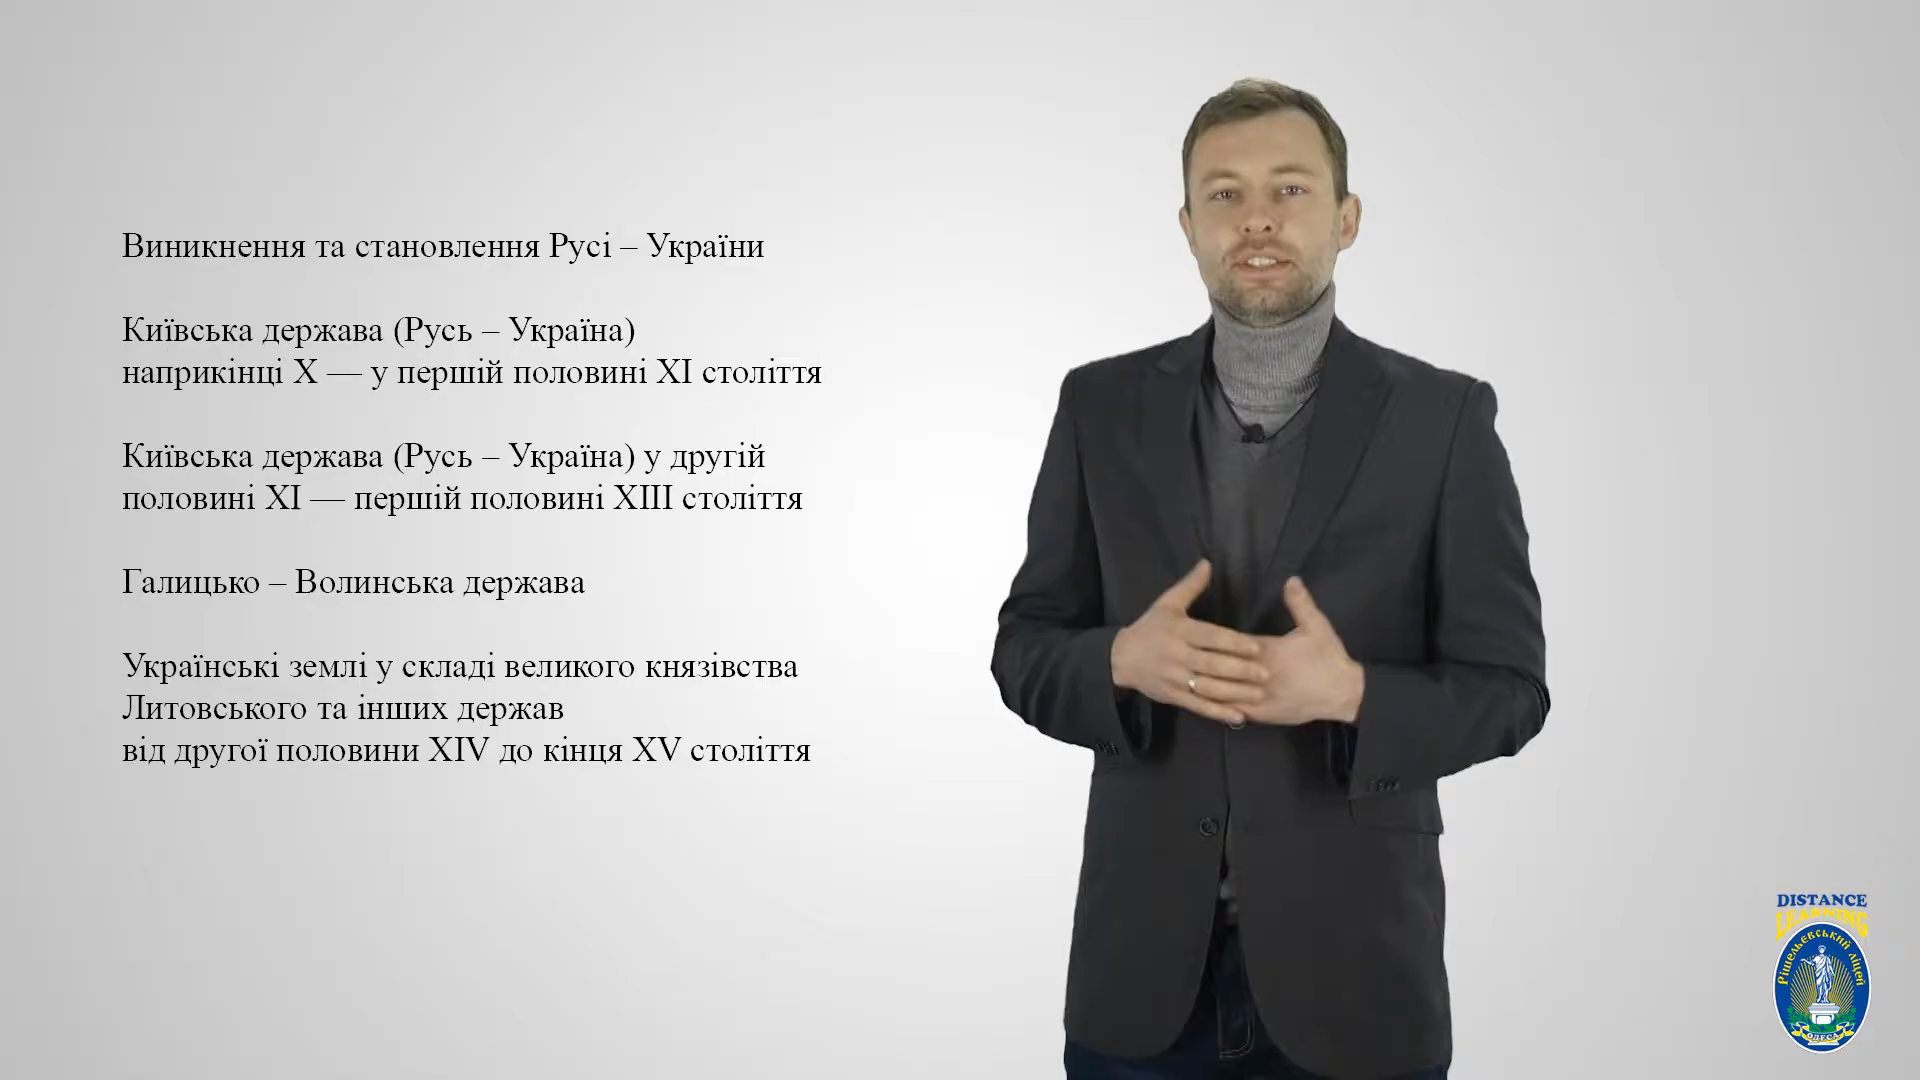 Виникнення та становлення Русі – України
Київська держава (Русь – Україна)
наприкінці X — у першій половині XI століття
Київська держава (Русь – Україна) у другій
половині XI — першій половині XIII століття
Галицько – Волинська держава
Українські землі у складі великого князівства
Литовського та інших держав
від другої половини XIV до кінця XV століття
DISTANCE
LEARNING
Рішельєвський ліцей
ОДЕСА